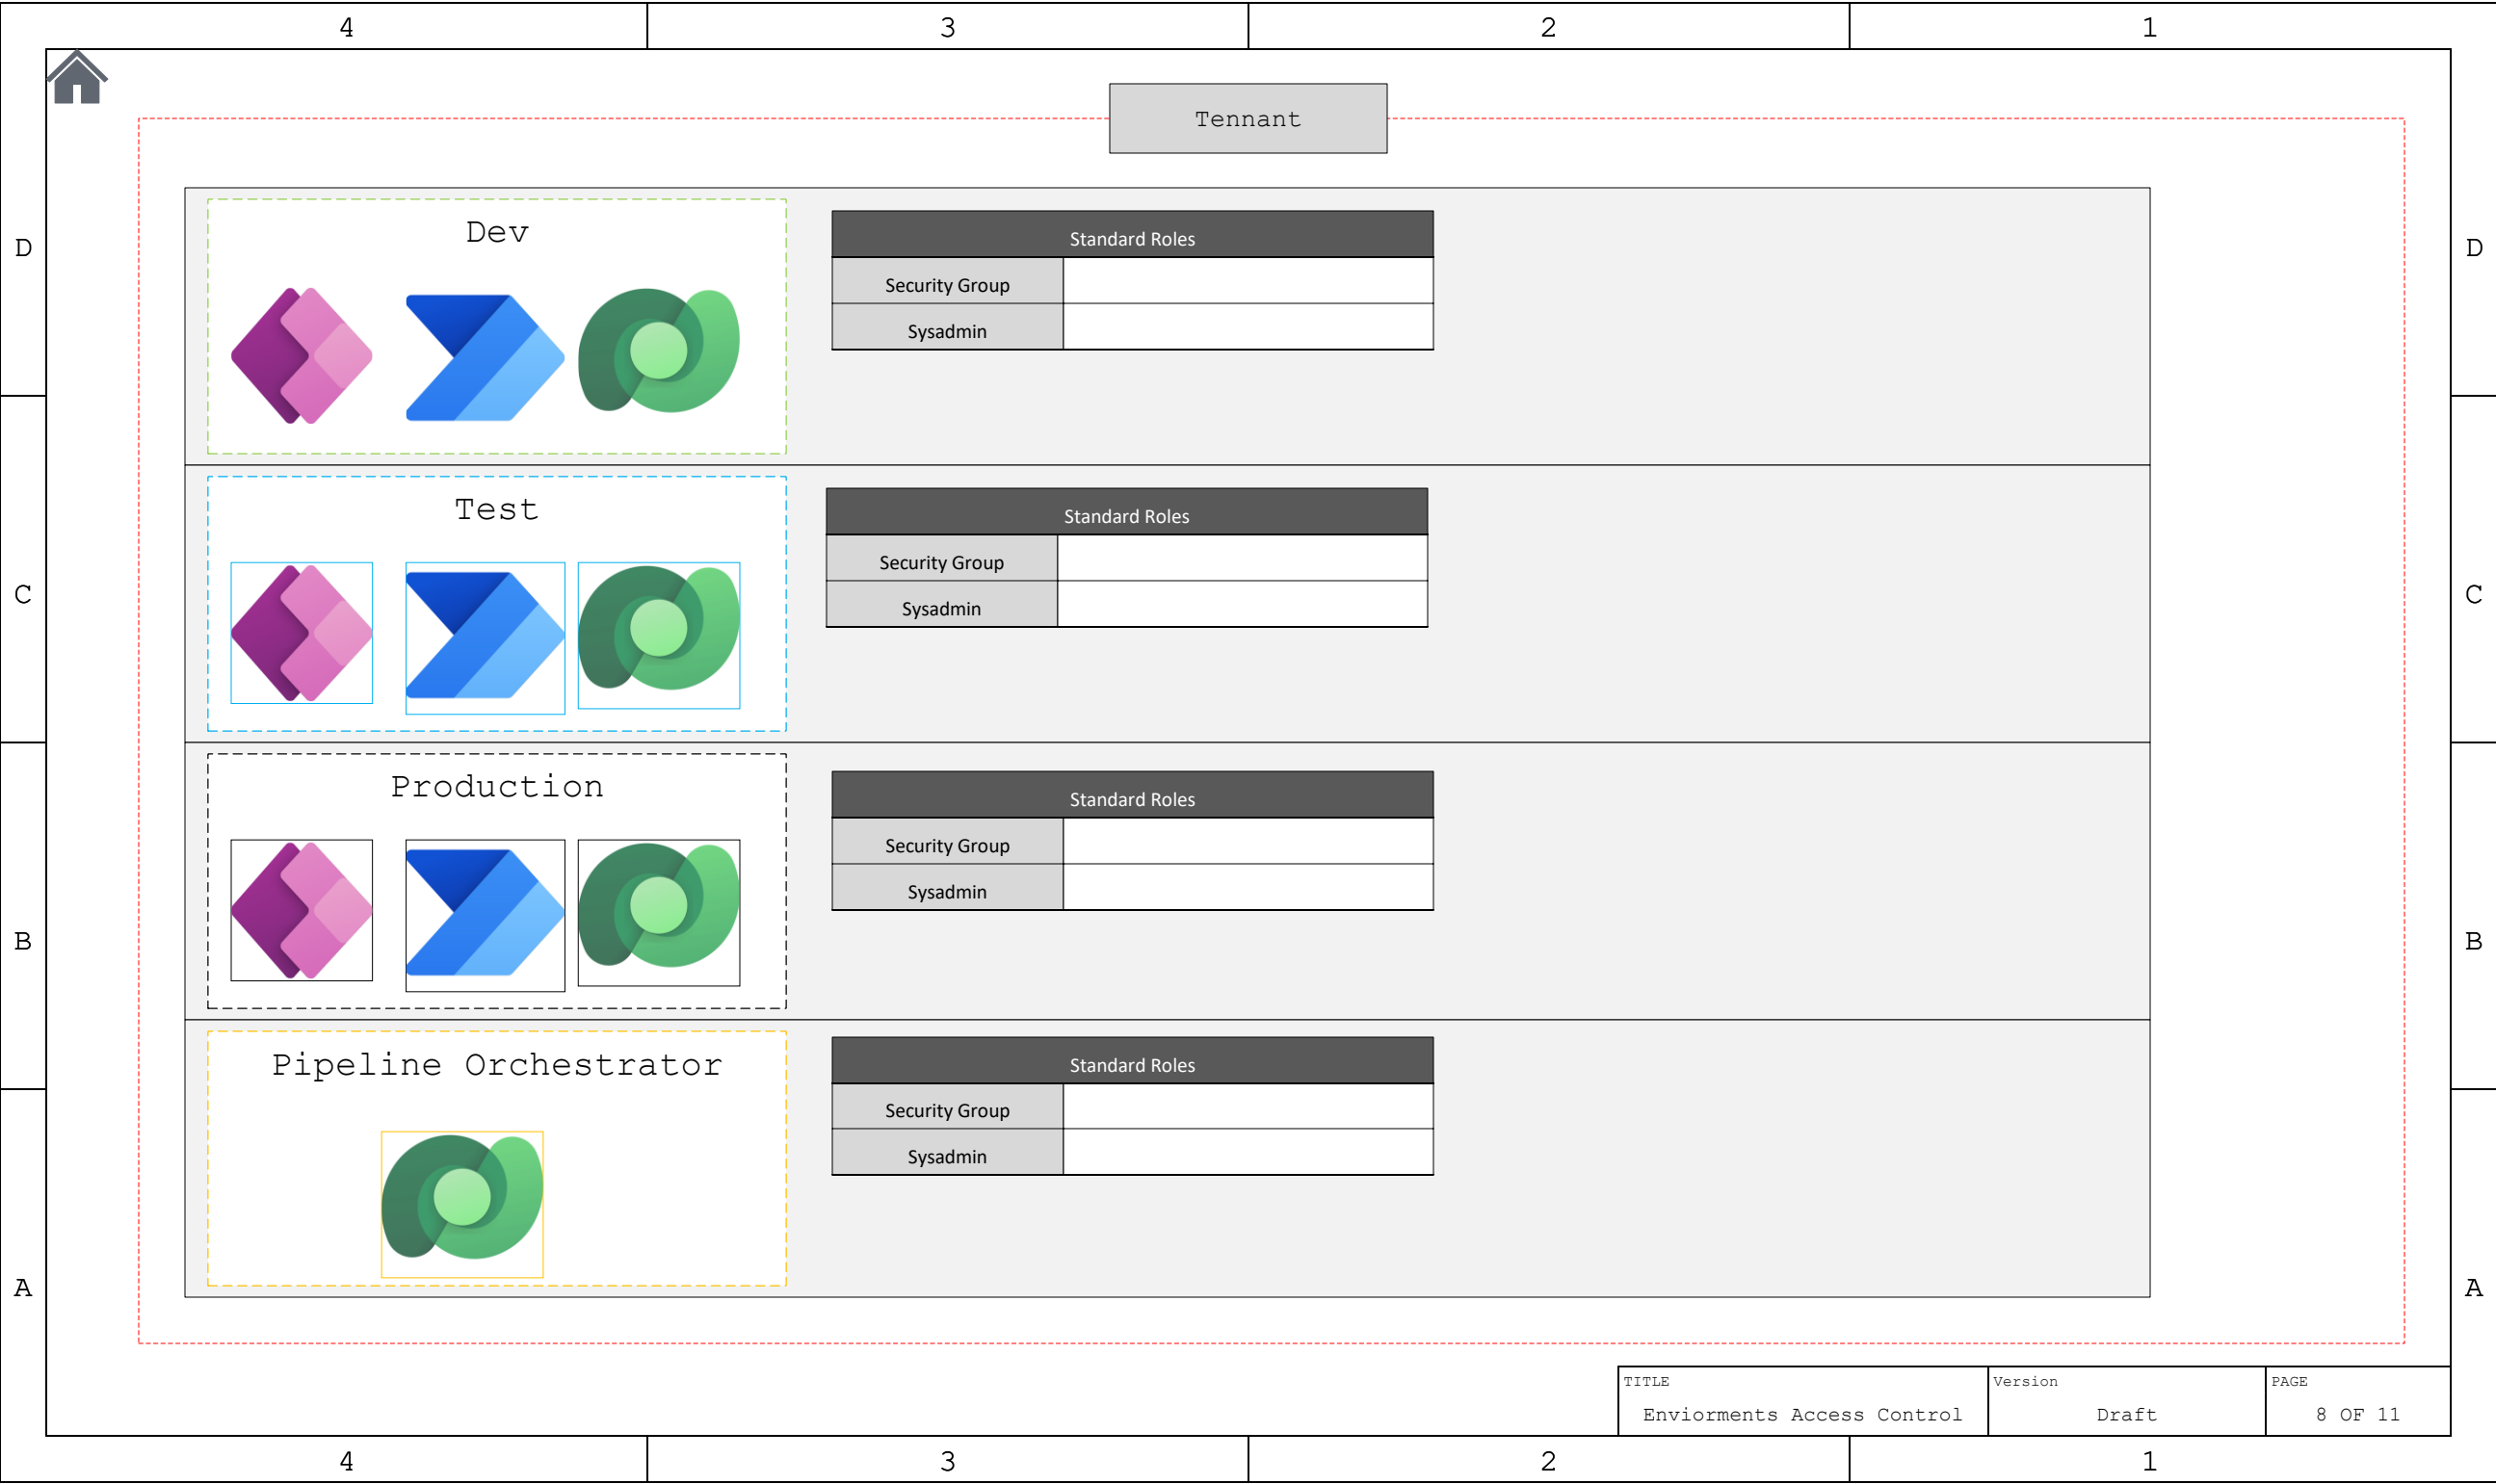 4 3 2 1
Tennant
D D
Dev
Standard Roles
Security Group
Sysadmin
C C
Test
Standard Roles
Security Group
Sysadmin
B B
Production
Standard Roles
Security Group
Sysadmin
A A
Pipeline Orchestrator
Standard Roles
Security Group
Sysadmin
TITLE
Enviorments Access Control
Version
Draft
PAGE
8 OF 11
4 3 2 1